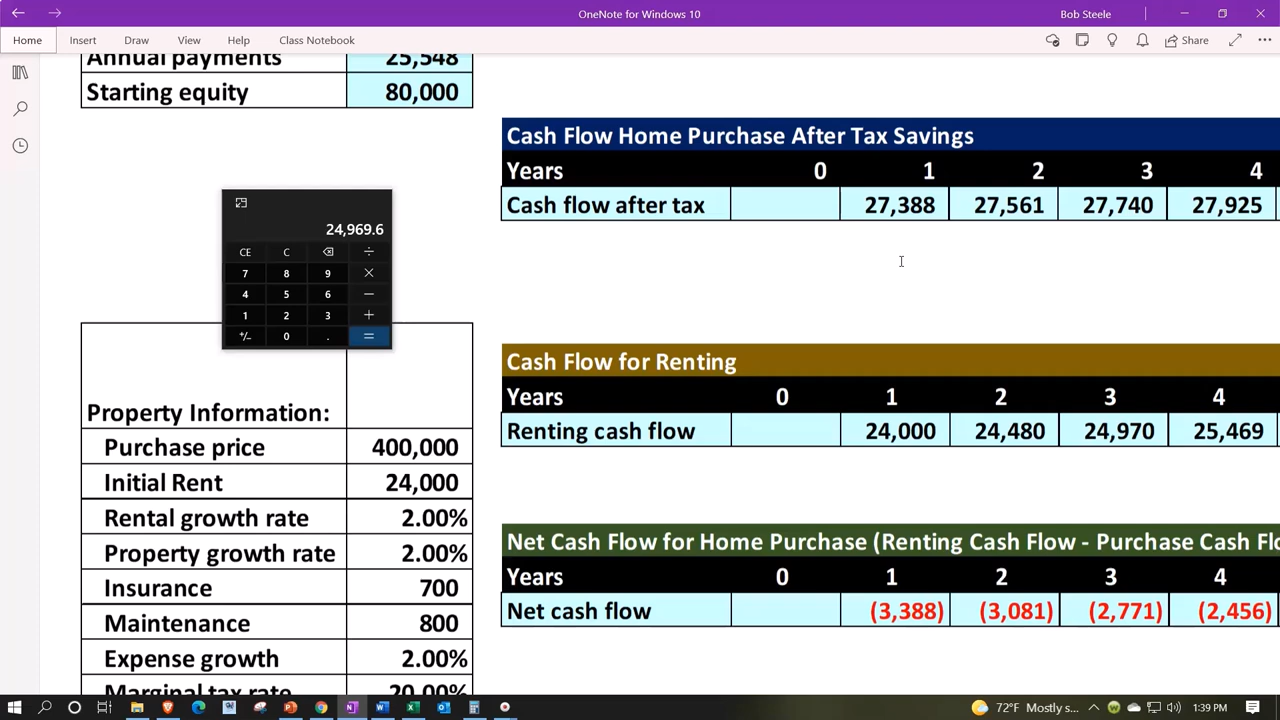 OneNote for Windows 10
Bob Steele
Home Insert Draw View Help Class Notebook Share
Annual payments 25,548
Starting equity 80,000
Cash Flow Home Purchase After Tax Savings
Years 0 1 2 3 4
Cash flow after tax 27,388 27,561 27,740 27,925
24,969.6
CE C ⌫ ÷
7 8 9 ×
4 5 6 −
1 2 3 +
+/− 0 . =
Cash Flow for Renting
Years 0 1 2 3 4
Renting cash flow 24,000 24,480 24,970 25,469
Property Information:
Purchase price 400,000
Initial Rent 24,000
Rental growth rate 2.00%
Property growth rate 2.00%
Insurance 700
Maintenance 800
Expense growth 2.00%
Marginal tax rate 20.00%
Net Cash Flow for Home Purchase (Renting Cash Flow - Purchase Cash Flo
Years 0 1 2 3 4
Net cash flow (3,388) (3,081) (2,771) (2,456)
72°F Mostly s... 1:39 PM